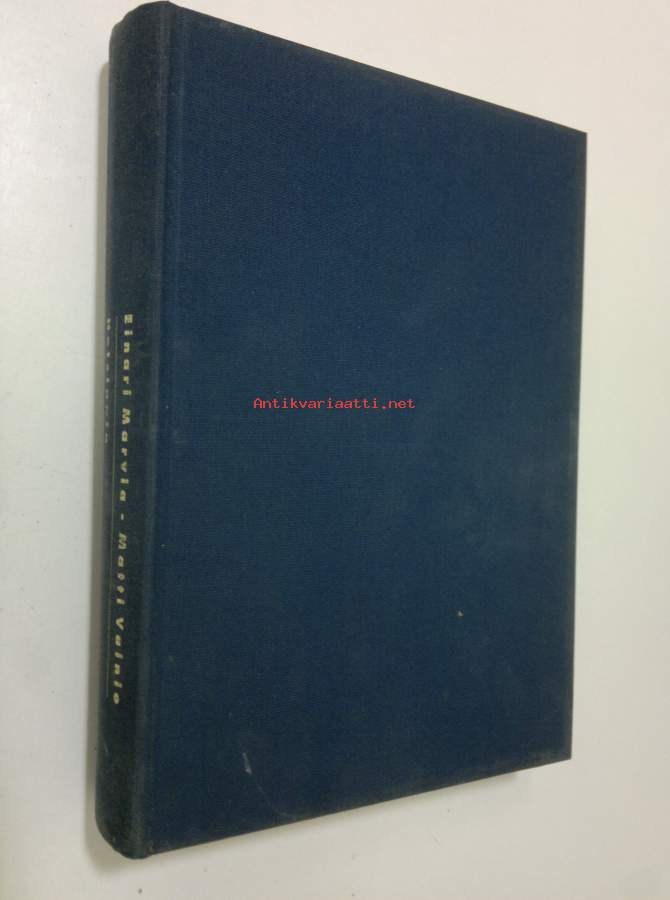 Einari Marvia - Matti Vainio
Antikvariaatti.net